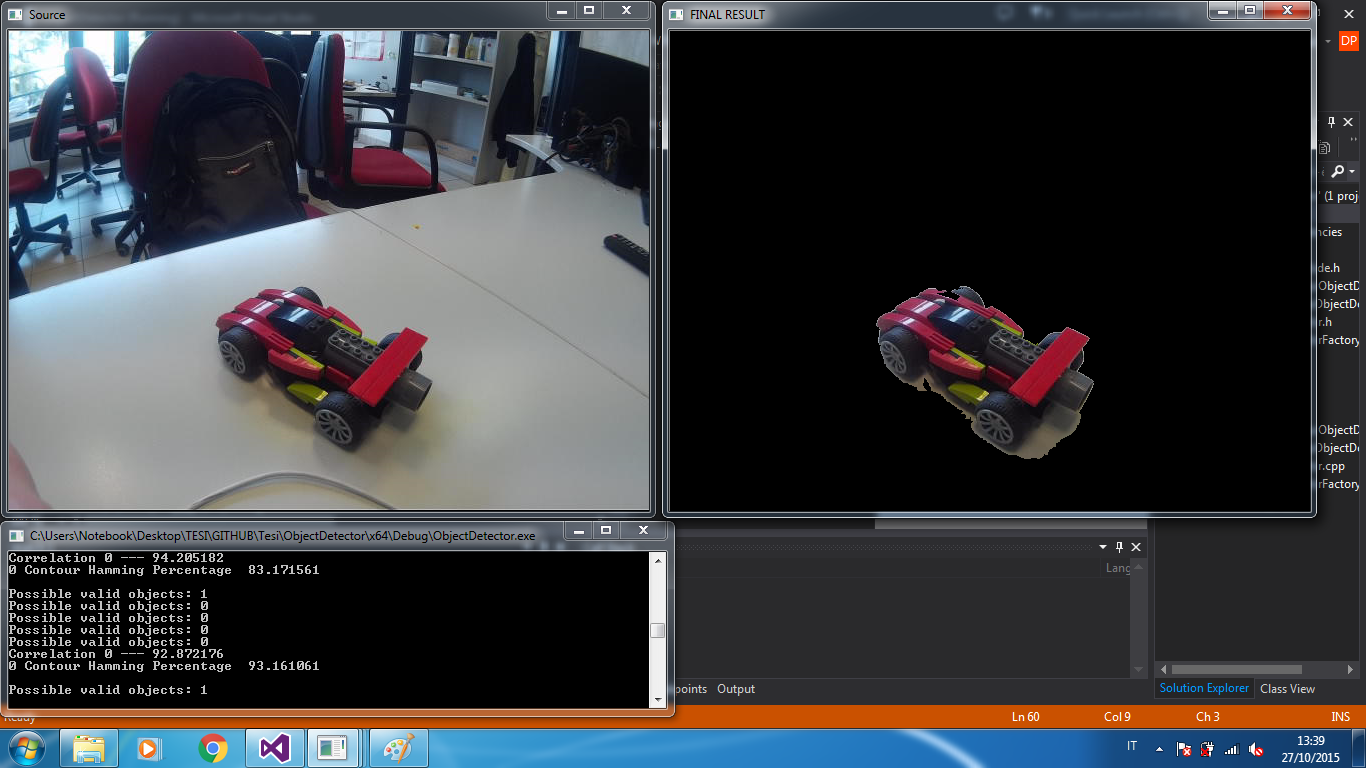 Source
FINAL RESULT
DP
C:\Users\Notebook\Desktop\TESI\GITHUB\Tesi\ObjectDetector\x64\Debug\ObjectDetector.exe
Correlation 0 --- 94.205182
0 Contour Hamming Percentage  83.171561
Possible valid objects: 1
Possible valid objects: 0
Possible valid objects: 0
Possible valid objects: 0
Possible valid objects: 0
Correlation 0 --- 92.872176
0 Contour Hamming Percentage  93.161061
Possible valid objects: 1
' (1 proj
ncies
de.h
ObjectD
ObjectDe
r.h
rFactory
ObjectD
ObjectDe
r.cpp
rFactory
Lang
points Output
Solution Explorer Class View
Ready Ln 60 Col 9 Ch 3 INS
IT 13:39
27/10/2015